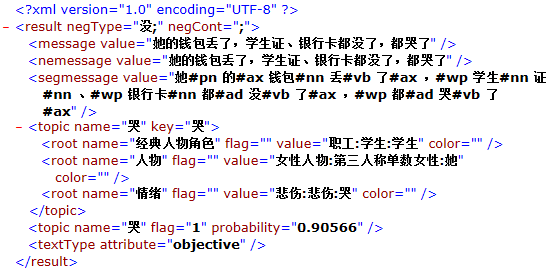 <?xml version="1.0" encoding="UTF-8" ?>
- <result negType="没;" negCont=";">
<message value="她的钱包丢了，学生证、银行卡都没了，都哭了" />
<nemessage value="她的钱包丢了，学生证、银行卡都没了，都哭了" />
<segmessage value="她#pn 的#ax 钱包#nn 丢#vb 了#ax ，#wp 学生#nn 证
#nn 、#wp 银行卡#nn 都#ad 没#vb 了#ax ，#wp 都#ad 哭#vb 了
#ax" />
- <topic name="哭" key="哭">
<root name="经典人物角色" flag="" value="职工:学生:学生" color="" />
<root name="人物" flag="" value="女性人物:第三人称单数女性:她"
color="" />
<root name="情绪" flag="" value="悲伤:悲伤:哭" color="" />
</topic>
<topic name="哭" flag="1" probability="0.90566" />
<textType attribute="objective" />
</result>